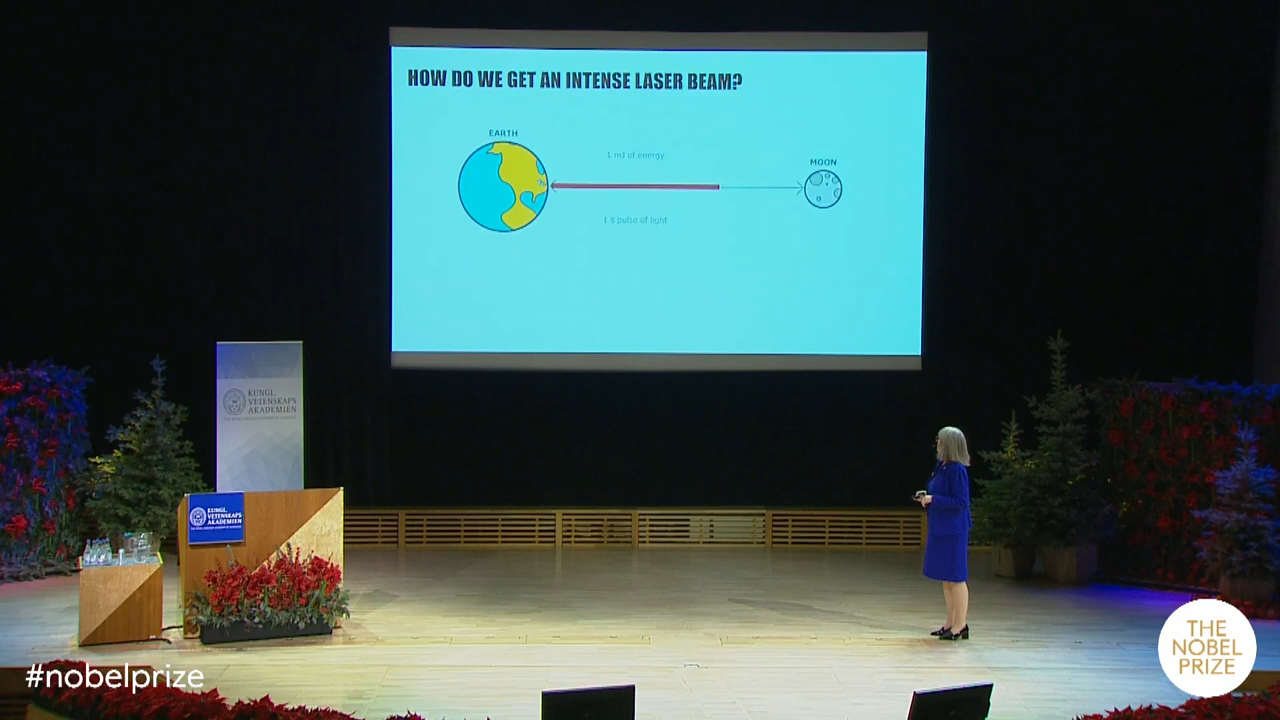 HOW DO WE GET AN INTENSE LASER BEAM?
EARTH
1 mJ of energy
MOON
1 s pulse of light
KUNGL.
VETENSKAPS
AKADEMIEN
KUNGL.
VETENSKAPS
AKADEMIEN
#nobelprize
THE
NOBEL
PRIZE